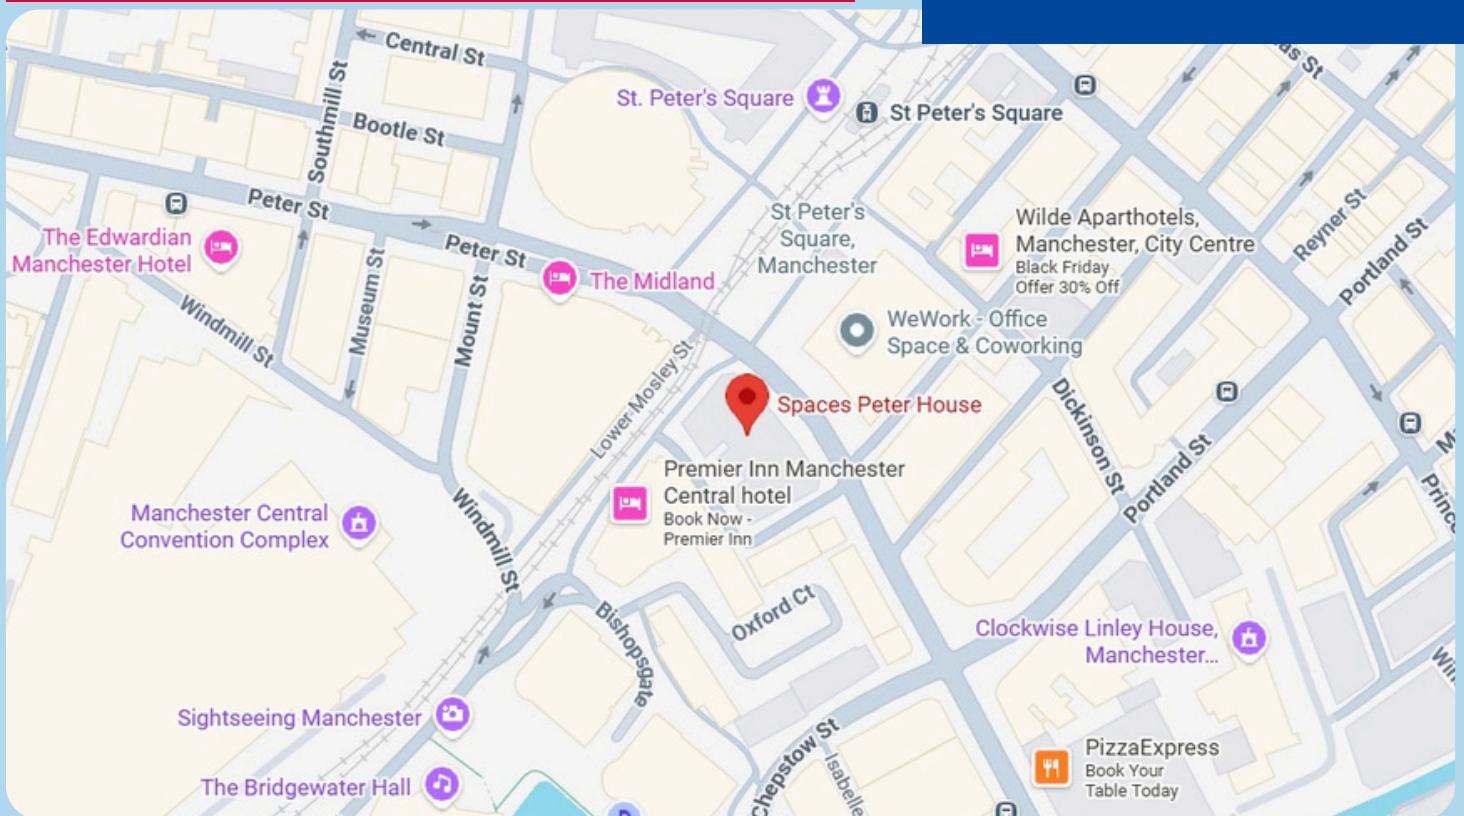 Central St
as St
Southmill St
St. Peter's Square
St Peter's Square
Bootle St
Peter St
Reyner St
Portland St
St Peter's
Square,
Manchester
Wilde Aparthotels,
Manchester, City Centre
Black Friday
Offer 30% Off
The Edwardian
Manchester Hotel
Peter St
The Midland
Museum St
Mount St
Windmill St
WeWork - Office
Space & Coworking
Lower Mosley St
Spaces Peter House
Dickinson St
Portland St
Premier Inn Manchester
Central hotel
Book Now -
Premier Inn
Princ
Manchester Central
Convention Complex
Windmill St
Bishopsgate
Oxford Ct
Clockwise Linley House,
Manchester...
Sightseeing Manchester
The Bridgewater Hall
Chepstow St
Isabelle
PizzaExpress
Book Your
Table Today